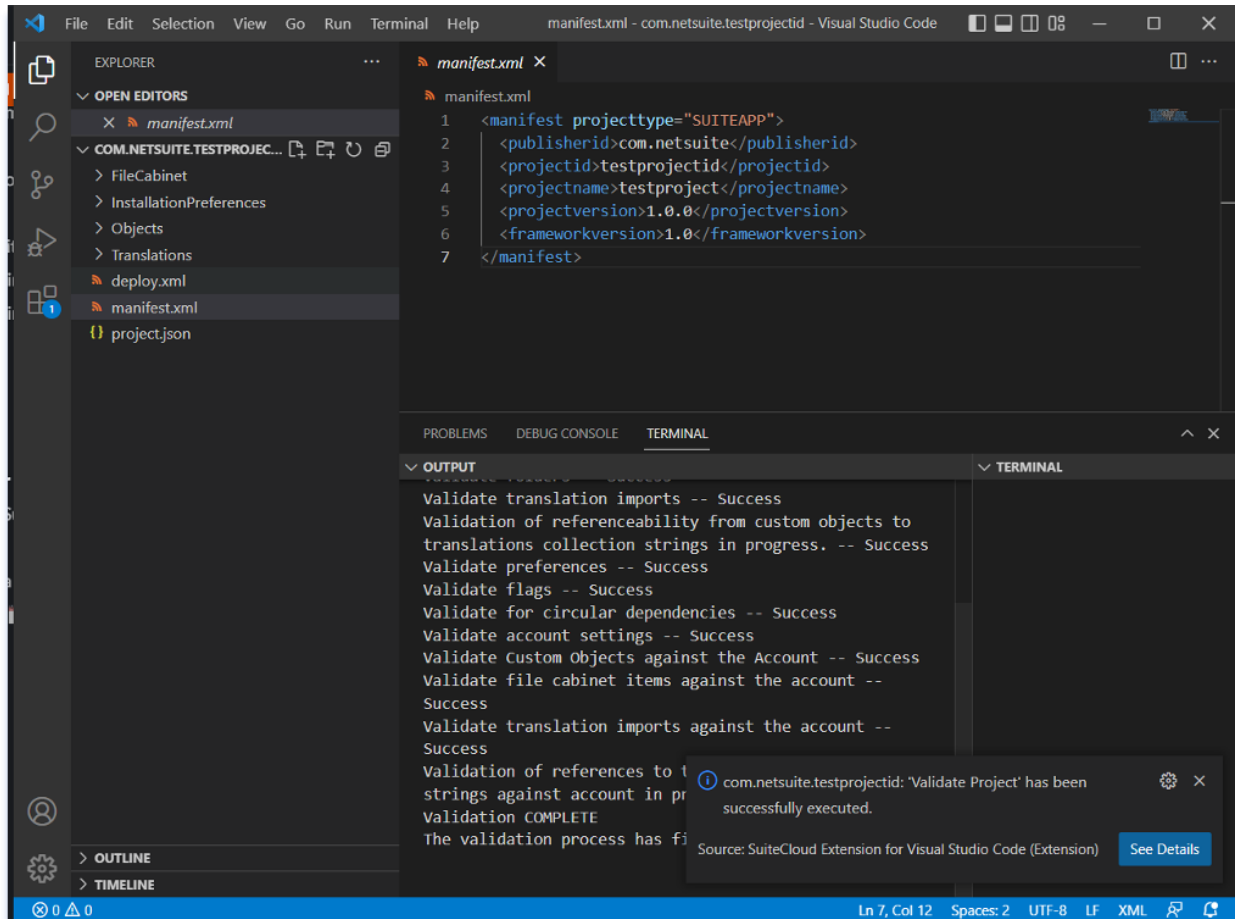 File Edit Selection View Go Run Terminal Help manifest.xml - com.netsuite.testprojectid - Visual Studio Code
EXPLORER
OPEN EDITORS
manifest.xml
COM.NETSUITE.TESTPROJEC...
FileCabinet
InstallationPreferences
Objects
Translations
deploy.xml
manifest.xml
{} project.json
1
OUTLINE
TIMELINE
manifest.xml
manifest.xml
1 <manifest projecttype="SUITEAPP">
2 <publisherid>com.netsuite</publisherid>
3 <projectid>testprojectid</projectid>
4 <projectname>testproject</projectname>
5 <projectversion>1.0.0</projectversion>
6 <frameworkversion>1.0</frameworkversion>
7 </manifest>
PROBLEMS DEBUG CONSOLE TERMINAL
OUTPUT
TERMINAL
Validate translation imports -- Success
Validation of referenceability from custom objects to
translations collection strings in progress. -- Success
Validate preferences -- Success
Validate flags -- Success
Validate for circular dependencies -- Success
Validate account settings -- Success
Validate Custom Objects against the Account -- Success
Validate file cabinet items against the account --
Success
Validate translation imports against the account --
Success
Validation of references to
strings against account in
Validation COMPLETE
The validation process has
com.netsuite.testprojectid: 'Validate Project' has been
successfully executed.
Source: SuiteCloud Extension for Visual Studio Code (Extension)
See Details
0 0
Ln 7, Col 12 Spaces: 2 UTF-8 LF XML